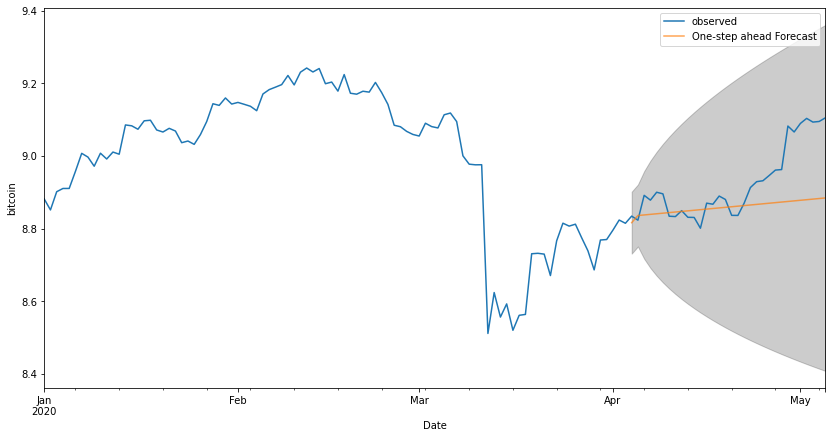 9.4
9.2
9.0
8.8
8.6
8.4
bitcoin
observed
One-step ahead Forecast
Jan
2020
Feb
Mar
Apr
May
Date